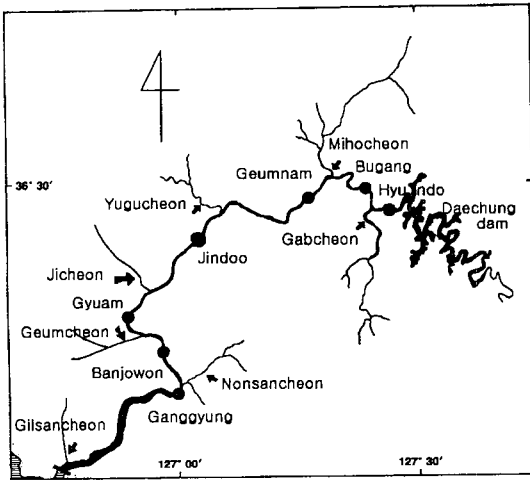 Mihocheon
Geumnam
Bugang
36° 30'
Hyundo
Yugucheon
Daechung
dam
Gabcheon
Jindoo
Jicheon
Gyuam
Geumcheon
Banjowon
Nonsancheon
Ganggyung
Gilsancheon
127° 00'
127° 30'